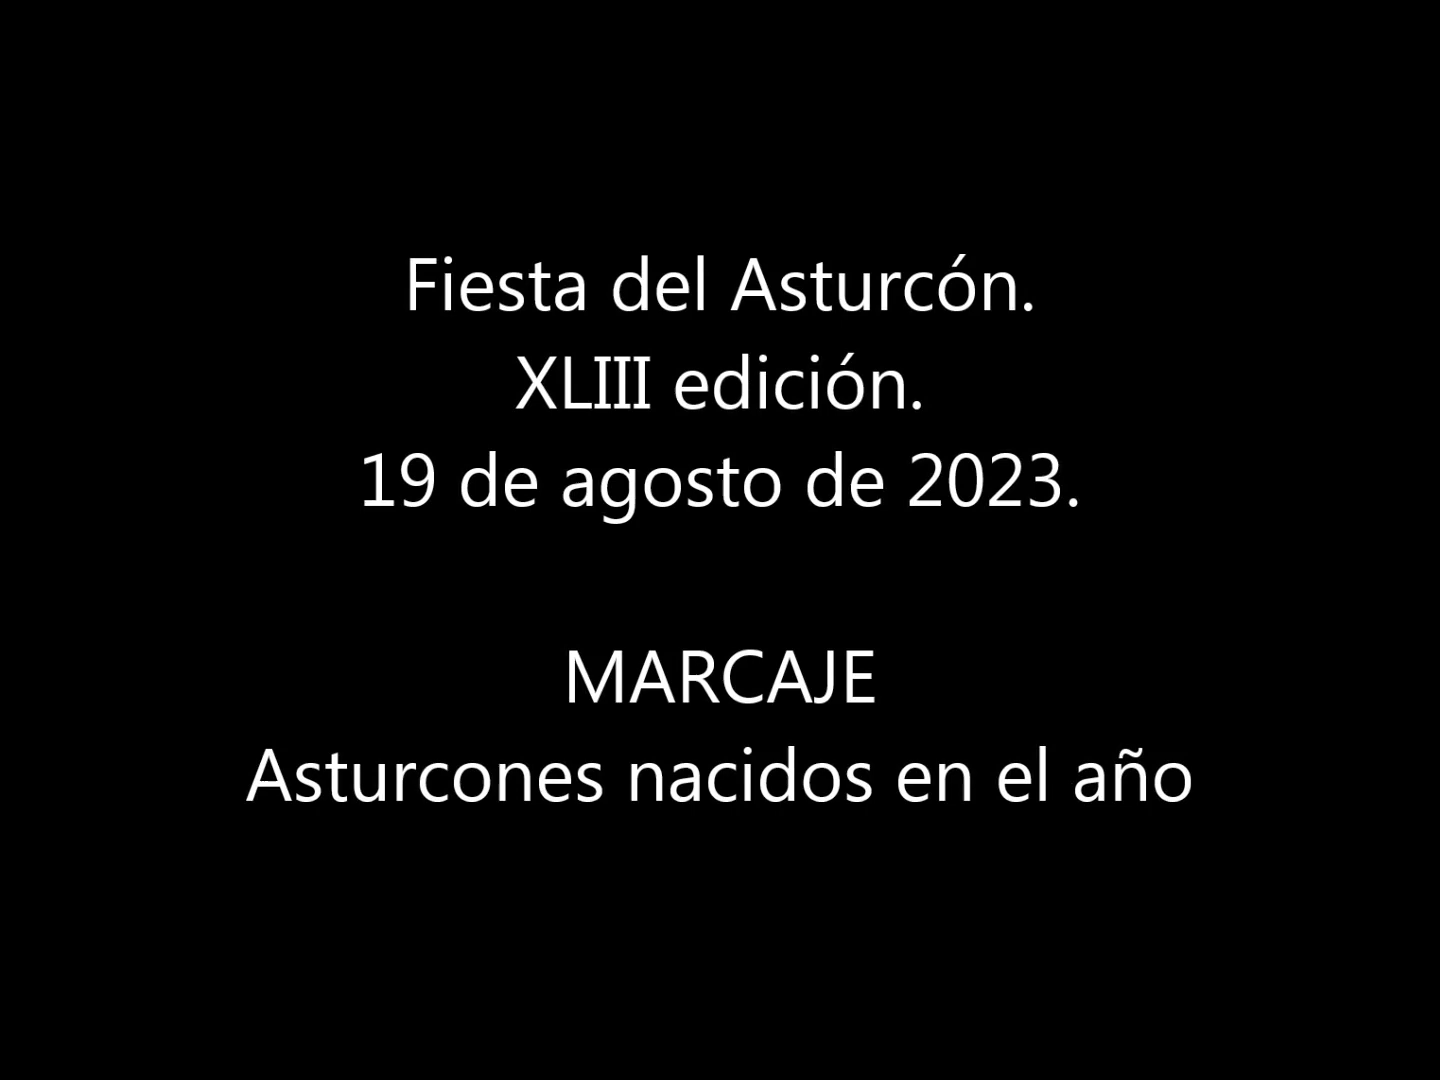 Fiesta del Asturcón.
XLIII edición.
19 de agosto de 2023.
MARCAJE
Asturcones nacidos en el año